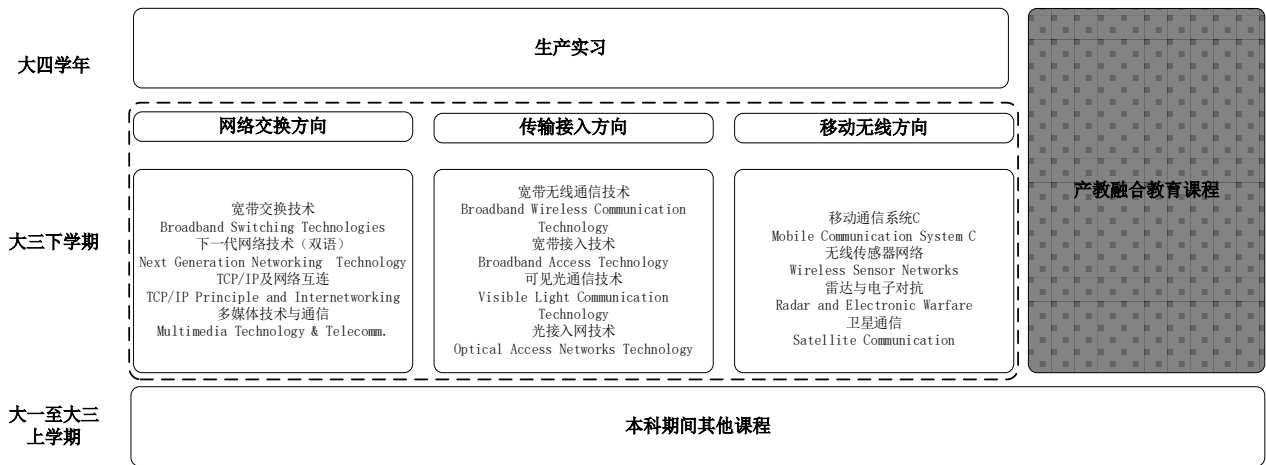 大四学年
生产实习
网络交换方向
传输接入方向
移动无线方向
产教融合教育课程
大三下学期
宽带交换技术
Broadband Switching Technologies
下一代网络技术（双语）
Next Generation Networking Technology
TCP/IP及网络互连
TCP/IP Principle and Internetworking
多媒体技术与通信
Multimedia Technology & Telecomm.
宽带无线通信技术
Broadband Wireless Communication
Technology
宽带接入技术
Broadband Access Technology
可见光通信技术
Visible Light Communication
Technology
光接入网技术
Optical Access Networks Technology
移动通信系统C
Mobile Communication System C
无线传感器网络
Wireless Sensor Networks
雷达与电子对抗
Radar and Electronic Warfare
卫星通信
Satellite Communication
大一至大三
上学期
本科期间其他课程